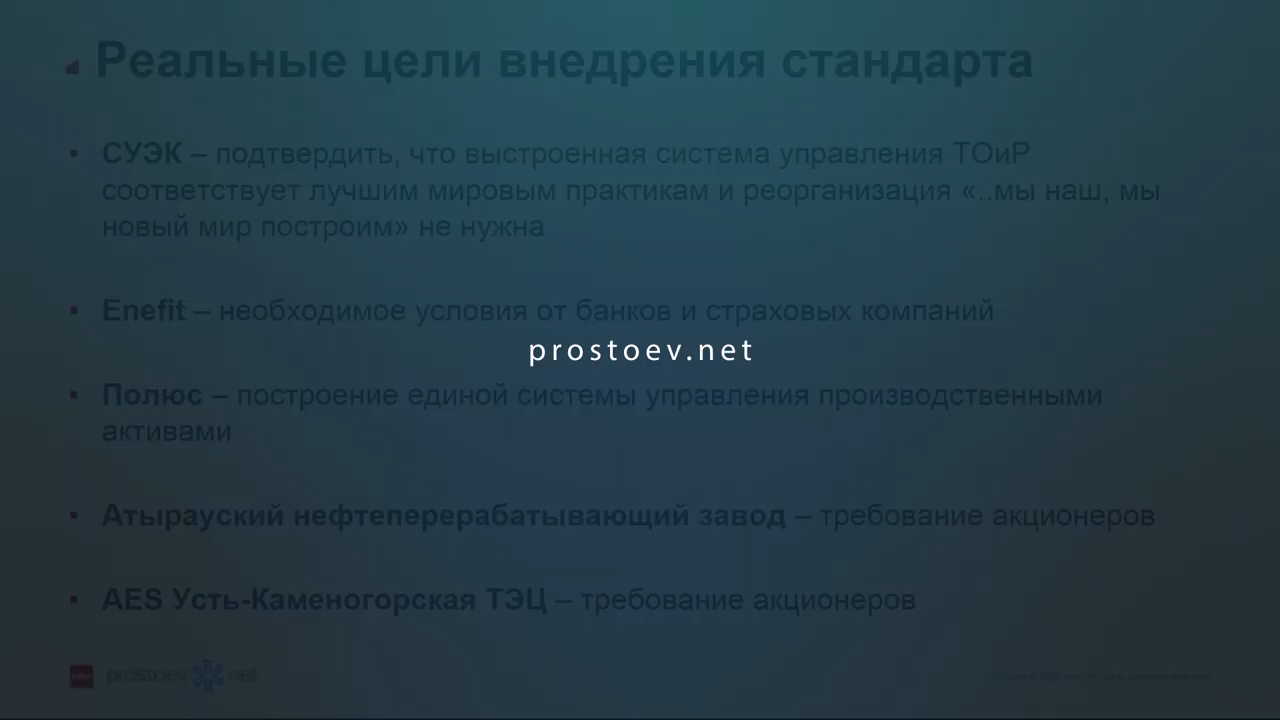 Реальные цели внедрения стандарта
СУЭК – подтвердить, что выстроенная система управления ТОиР
соответствует лучшим мировым практикам и реорганизация «..мы наш, мы
новый мир построим» не нужна
Enefit – необходимое условия от банков и страховых компаний
prostoev.net
Полюс – построение единой системы управления производственными
активами
Атырауский нефтеперерабатывающий завод – требование акционеров
AES Усть-Каменогорская ТЭЦ – требование акционеров
prostoev net